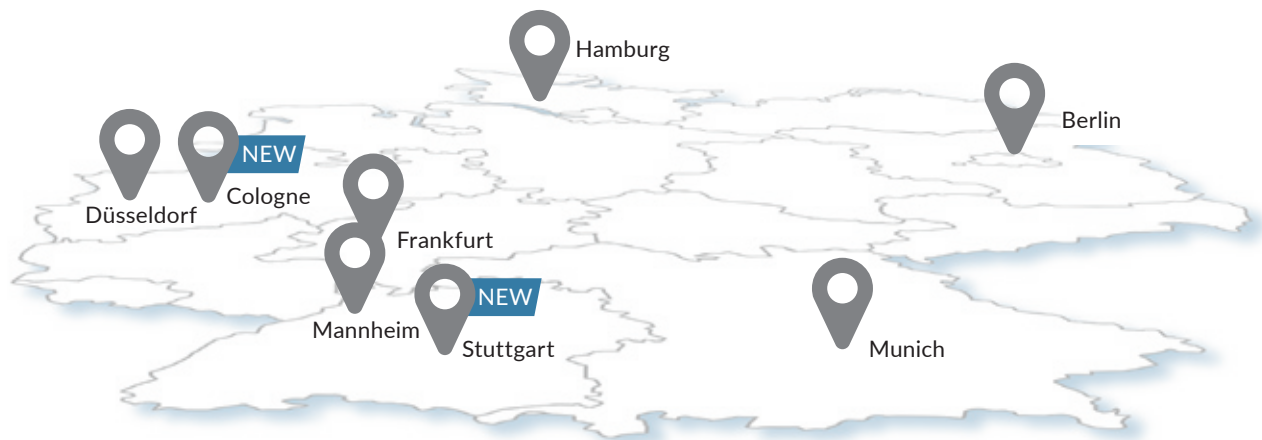 Hamburg
Berlin
NEW
Cologne
Düsseldorf
Frankfurt
NEW
Mannheim
Stuttgart
Munich